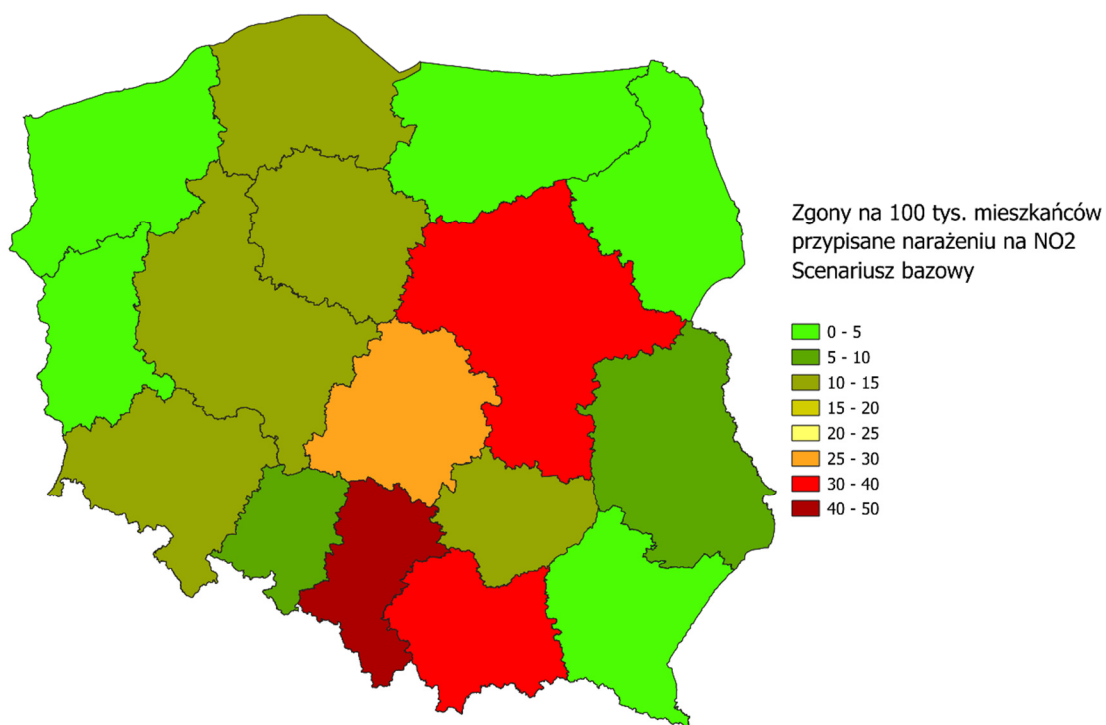 Zgony na 100 tys. mieszkańców
przypisane narażeniu na NO2
Scenariusz bazowy
0 - 5
5 - 10
10 - 15
15 - 20
20 - 25
25 - 30
30 - 40
40 - 50